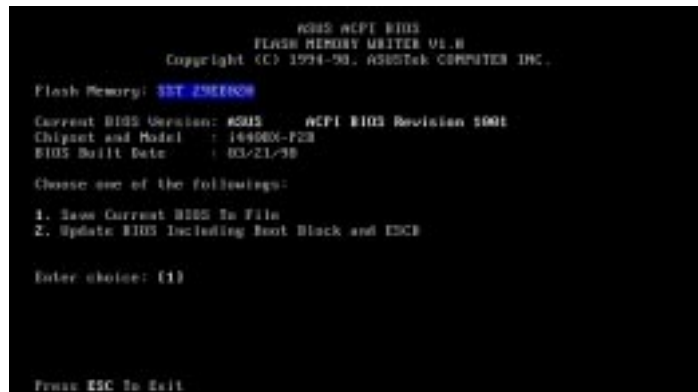 ASUS ACPI BIOS
FLASH MEMORY WRITER V1.
Copyright (C) 1994-98, ASUSTeK COMPUTER INC.
Flash Memory: SST 29EE020
Current BIOS Version: ASUS ACPI BIOS Revision
Chipset and Model : i440BX-P2B
BIOS Built Date : 03/21/98
Choose one of the followings:
1. Save Current BIOS To File
2. Update BIOS Including Boot Block and ESCD
Enter choice: [1]
Press ESC To Exit